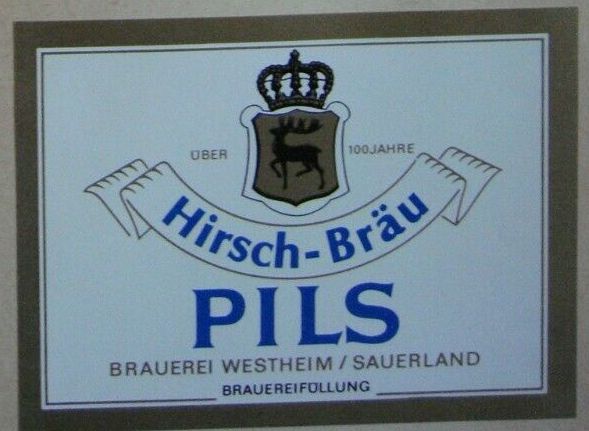 ÜBER 100JAHRE
Hirsch-Bräu
PILS
BRAUEREI WESTHEIM / SAUERLAND
BRAUEREIFÜLLUNG